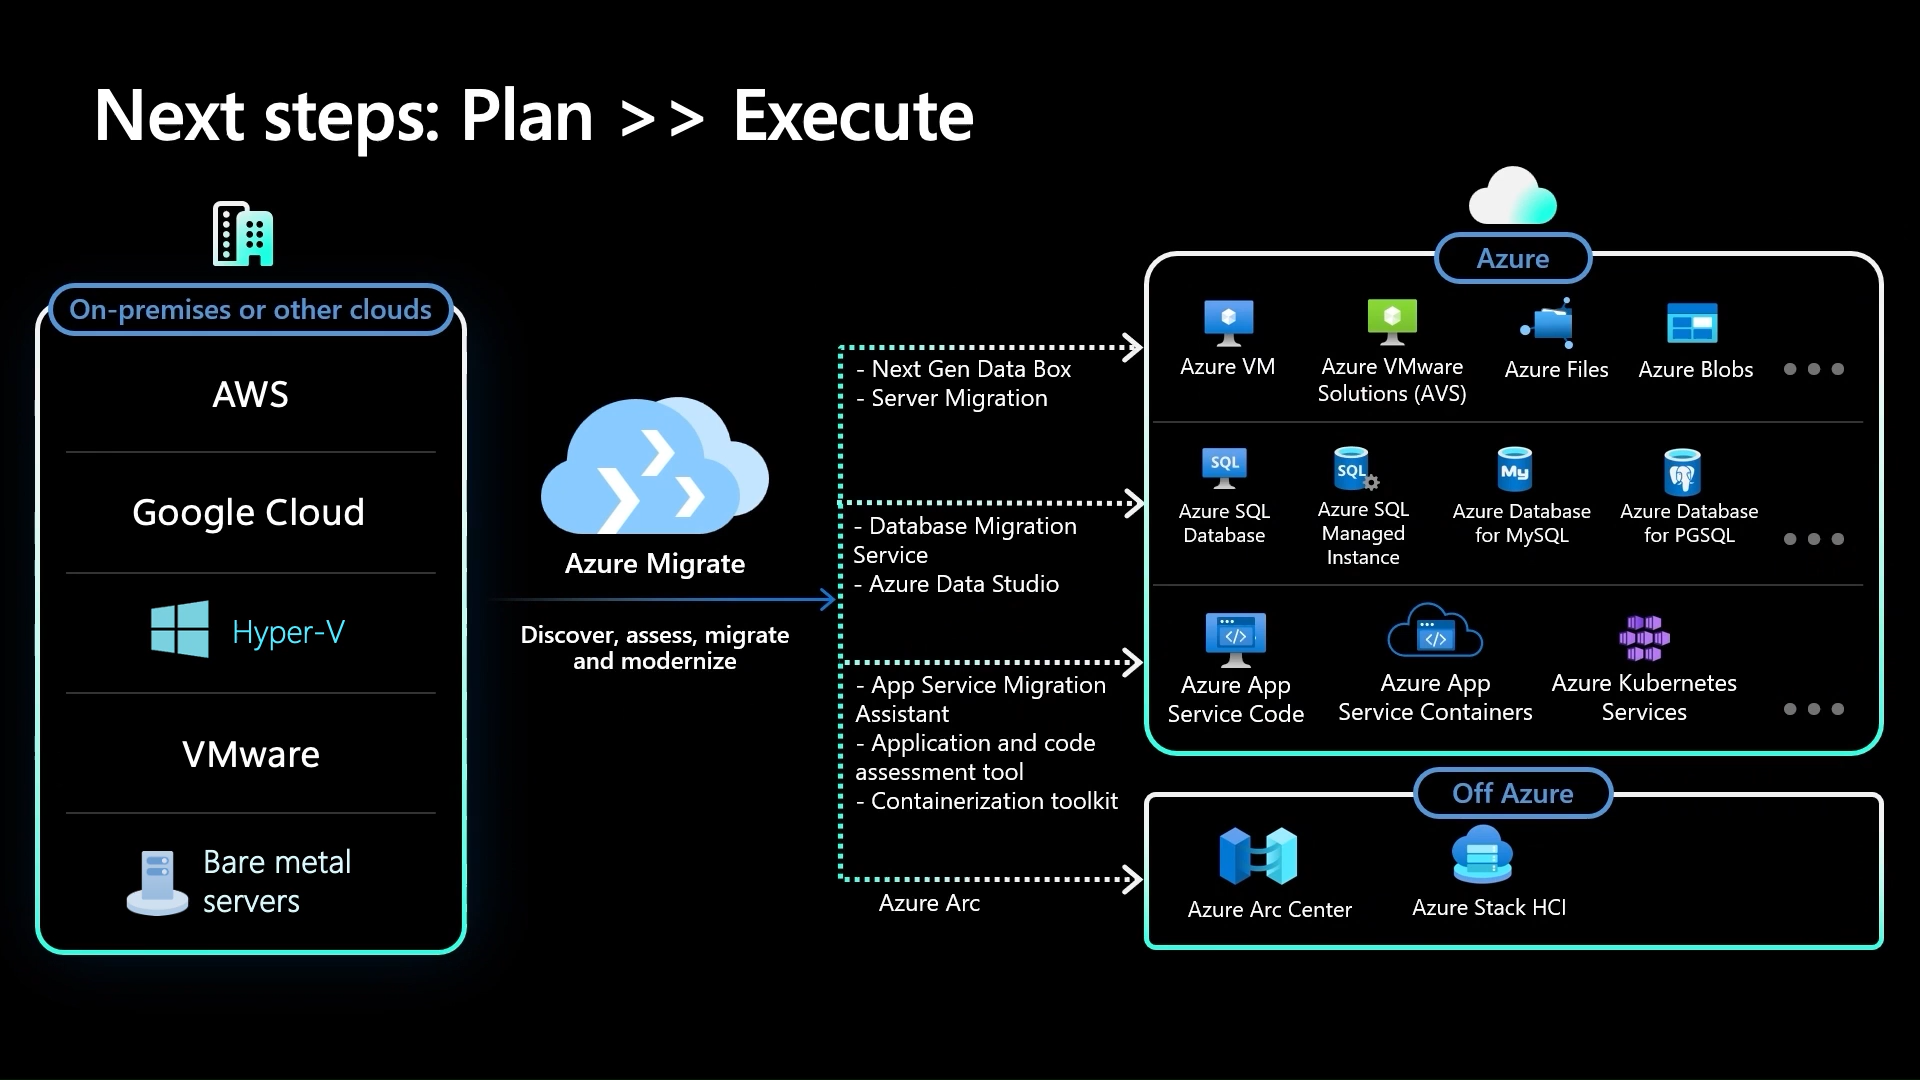 Next steps: Plan >> Execute
On-premises or other clouds
AWS
Google Cloud
Hyper-V
VMware
Bare metal
servers
Azure Migrate
Discover, assess, migrate
and modernize
- Next Gen Data Box
- Server Migration
- Database Migration
Service
- Azure Data Studio
- App Service Migration
Assistant
- Application and code
assessment tool
- Containerization toolkit
Azure Arc
Azure
Azure VM
Azure VMware
Solutions (AVS)
Azure Files
Azure Blobs
SQL
Azure SQL
Database
SQL
Azure SQL
Managed
Instance
My
Azure Database
for MySQL
Azure Database
for PGSQL
Azure App
Service Code
Azure App
Service Containers
Azure Kubernetes
Services
Off Azure
Azure Arc Center
Azure Stack HCI